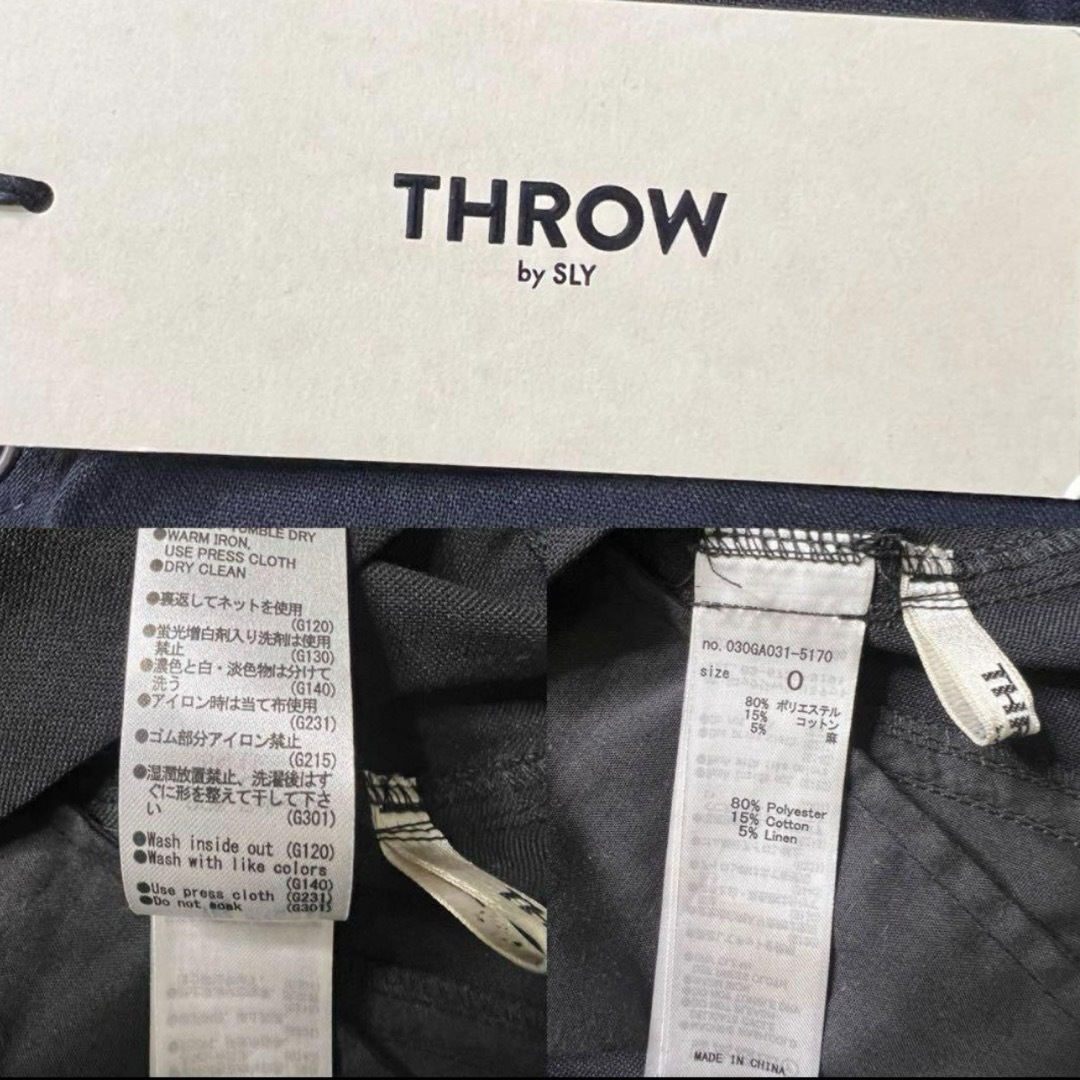 THROW
by SLY
TUMBLE DRY
●WARM IRON,
USE PRESS CLOTH
●DRY CLEAN
●裏返してネットを使用
(G120)
●蛍光増白剤入り洗剤は使用
禁止
(G130)
●濃色と白・淡色物は分けて
洗う
(G140)
●アイロン時は当て布使用
(G231)
●ゴム部分アイロン禁止
(G215)
●湿潤放置禁止、洗濯後はす
ぐに形を整えて干して下さ
い
(G301)
●Wash inside out (G120)
●Wash with like colors
(G140)
●Use press cloth (G231)
●Do not soak (G301)
no. 030GA031-5170
size 0
80% ポリエステル
15% コットン
5% 麻
80% Polyester
15% Cotton
5% Linen
MADE IN CHINA